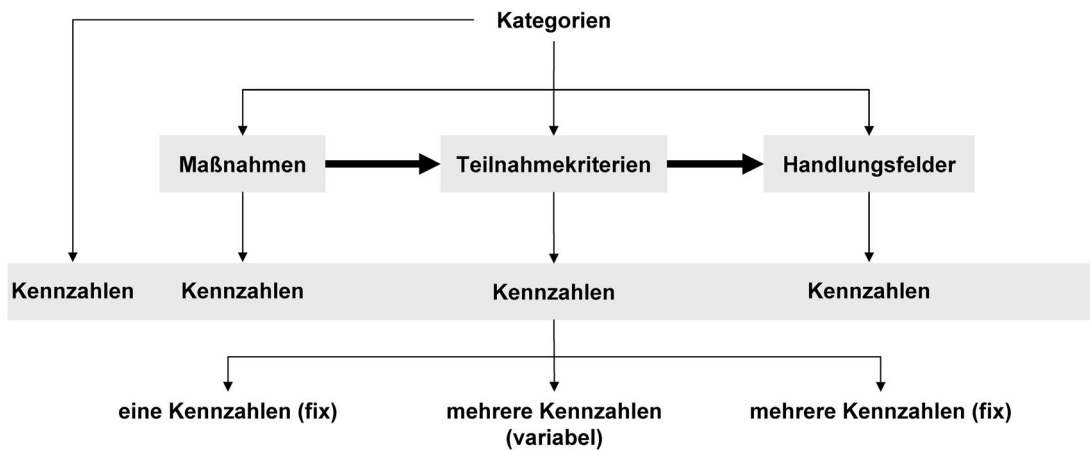 Kategorien
Maßnahmen
Teilnahmekriterien
Handlungsfelder
Kennzahlen
Kennzahlen
Kennzahlen
Kennzahlen
eine Kennzahlen (fix)
mehrere Kennzahlen
(variabel)
mehrere Kennzahlen (fix)